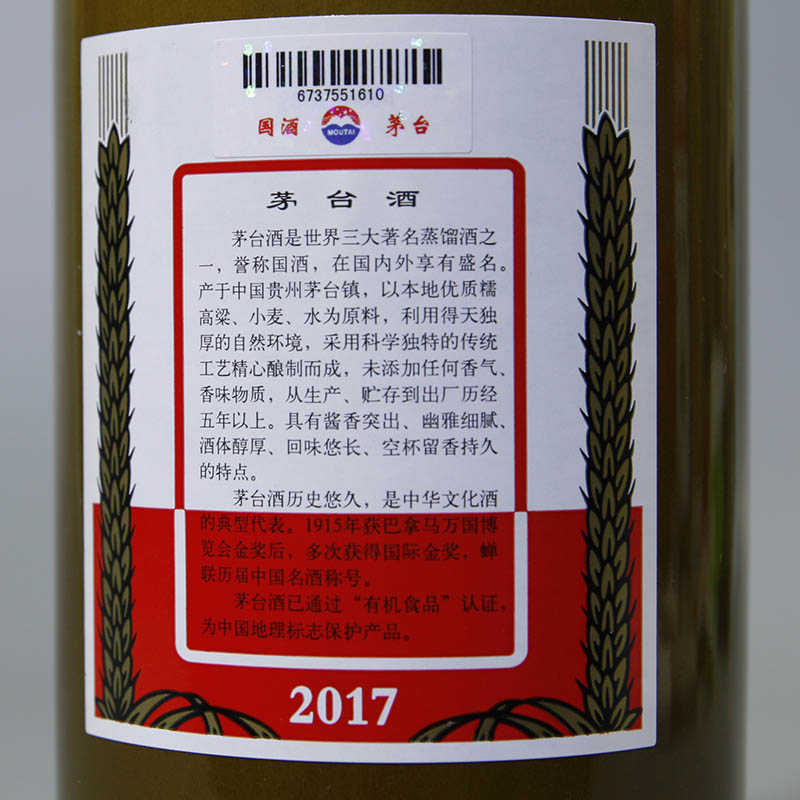 6737551610
国酒 MOUTAI 茅台
茅台酒
茅台酒是世界三大著名蒸馏酒之
一，誉称国酒，在国内外享有盛名。
产于中国贵州茅台镇，以本地优质糯
高粱、小麦、水为原料，利用得天独
厚的自然环境，采用科学独特的传统
工艺精心酿制而成，未添加任何香气、
香味物质，从生产、贮存到出厂历经
五年以上。具有酱香突出、幽雅细腻、
酒体醇厚、回味悠长、空杯留香持久
的特点。
茅台酒历史悠久，是中华文化酒
的典型代表。1915年获巴拿马万国博
览会金奖后，多次获得国际金奖，蝉
联历届中国名酒称号。
茅台酒已通过“有机食品”认证，
为中国地理标志保护产品。
2017